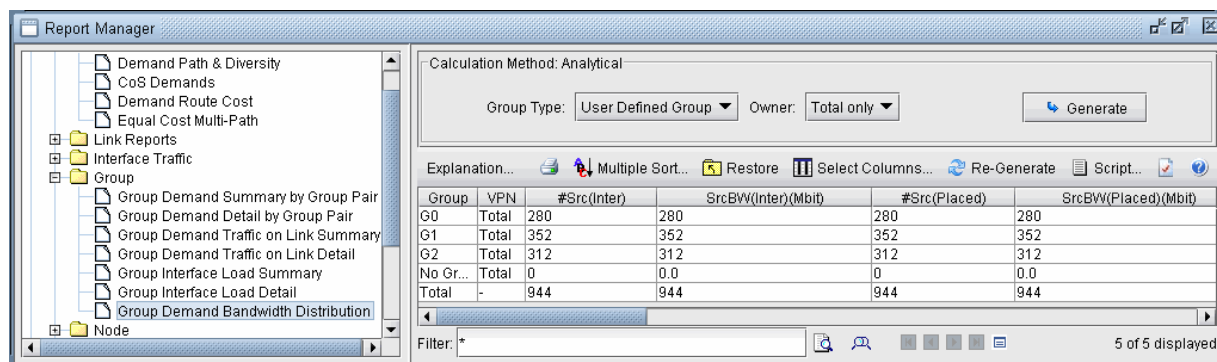 Report Manager
Demand Path & Diversity
CoS Demands
Demand Route Cost
Equal Cost Multi-Path
Link Reports
Interface Traffic
Group
Group Demand Summary by Group Pair
Group Demand Detail by Group Pair
Group Demand Traffic on Link Summary
Group Demand Traffic on Link Detail
Group Interface Load Summary
Group Interface Load Detail
Group Demand Bandwidth Distribution
Node
Calculation Method: Analytical
Group Type: User Defined Group Owner: Total only Generate
Explanation... Multiple Sort... Restore Select Columns... Re-Generate Script...
Group VPN #Src(Inter) SrcBW(Inter)(Mbit) #Src(Placed) SrcBW(Placed)(Mbit)
G0 Total 280 280 280 280
G1 Total 352 352 352 352
G2 Total 312 312 312 312
No Gr... Total 0 0.0 0 0.0
Total - 944 944 944 944
Filter: * 5 of 5 displayed